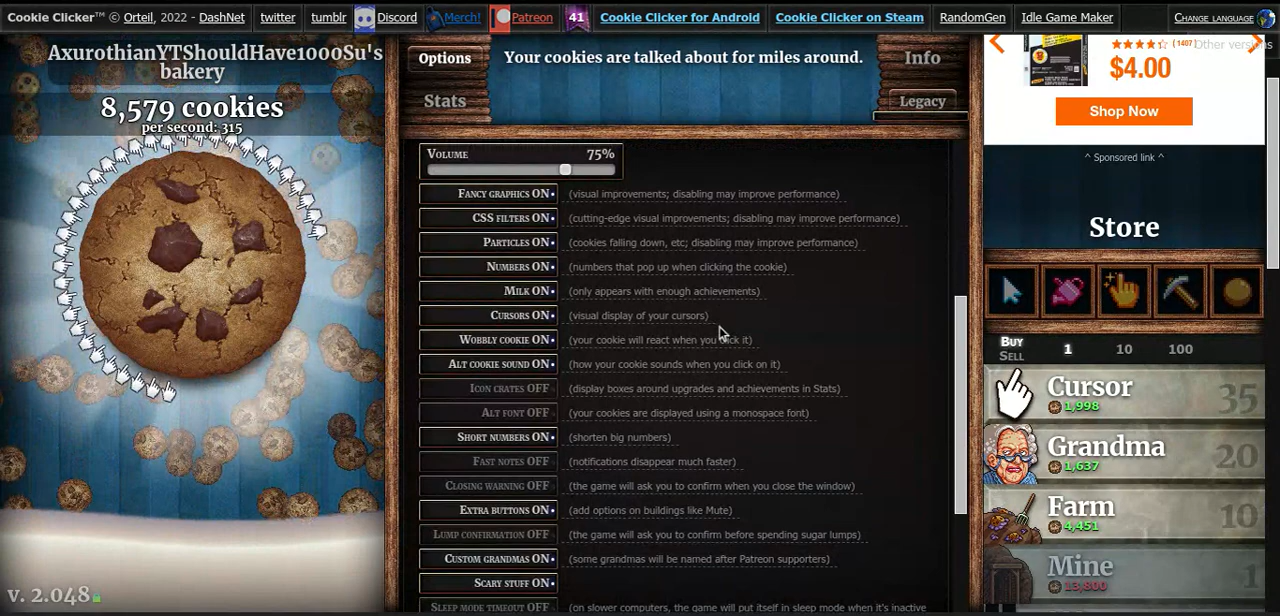 Cookie Clicker™ © Orteil, 2022 - DashNet
twitter
tumblr
Discord
Merch!
Patreon
41
Cookie Clicker for Android
Cookie Clicker on Steam
RandomGen
Idle Game Maker
Change language
AxurothianYTShouldHave1000Su's
bakery
8,579 cookies
per second: 315
v. 2.048
Options
Stats
Your cookies are talked about for miles around.
Info
Legacy
Volume 75%
Fancy graphics ON (visual improvements; disabling may improve performance)
CSS filters ON (cutting-edge visual improvements; disabling may improve performance)
Particles ON (cookies falling down, etc; disabling may improve performance)
Numbers ON (numbers that pop up when clicking the cookie)
Milk ON (only appears with enough achievements)
Cursors ON (visual display of your cursors)
Wobbly cookie ON (your cookie will react when you click it)
Alt cookie sound ON (how your cookie sounds when you click on it)
Icon crates OFF (display boxes around upgrades and achievements in Stats)
Alt font OFF (your cookies are displayed using a monospace font)
Short numbers ON (shorten big numbers)
Fast notes OFF (notifications disappear much faster)
Closing warning OFF (the game will ask you to confirm when you close the window)
Extra buttons ON (add options on buildings like Mute)
Lump confirmation OFF (the game will ask you to confirm before spending sugar lumps)
Custom grandmas ON (some grandmas will be named after Patreon supporters)
Scary stuff ON
Sleep mode timeout OFF (on slower computers, the game will put itself in sleep mode when it's inactive
(1407) Other versions
$4.00
Shop Now
^ Sponsored link ^
Store
Buy 1 10 100
Sell
Cursor 35
1,998
Grandma 20
1,637
Farm 10
4,451
Mine 1
13,800